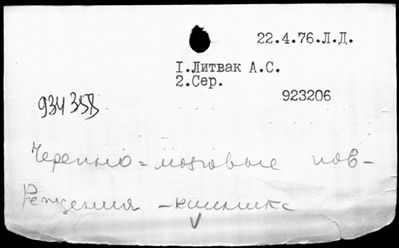 22.4.76.Л.Д.
I.Литвак А.С.
2.Сер.
923206
934358
Черепно=мозговые пов-
реждения -клиника